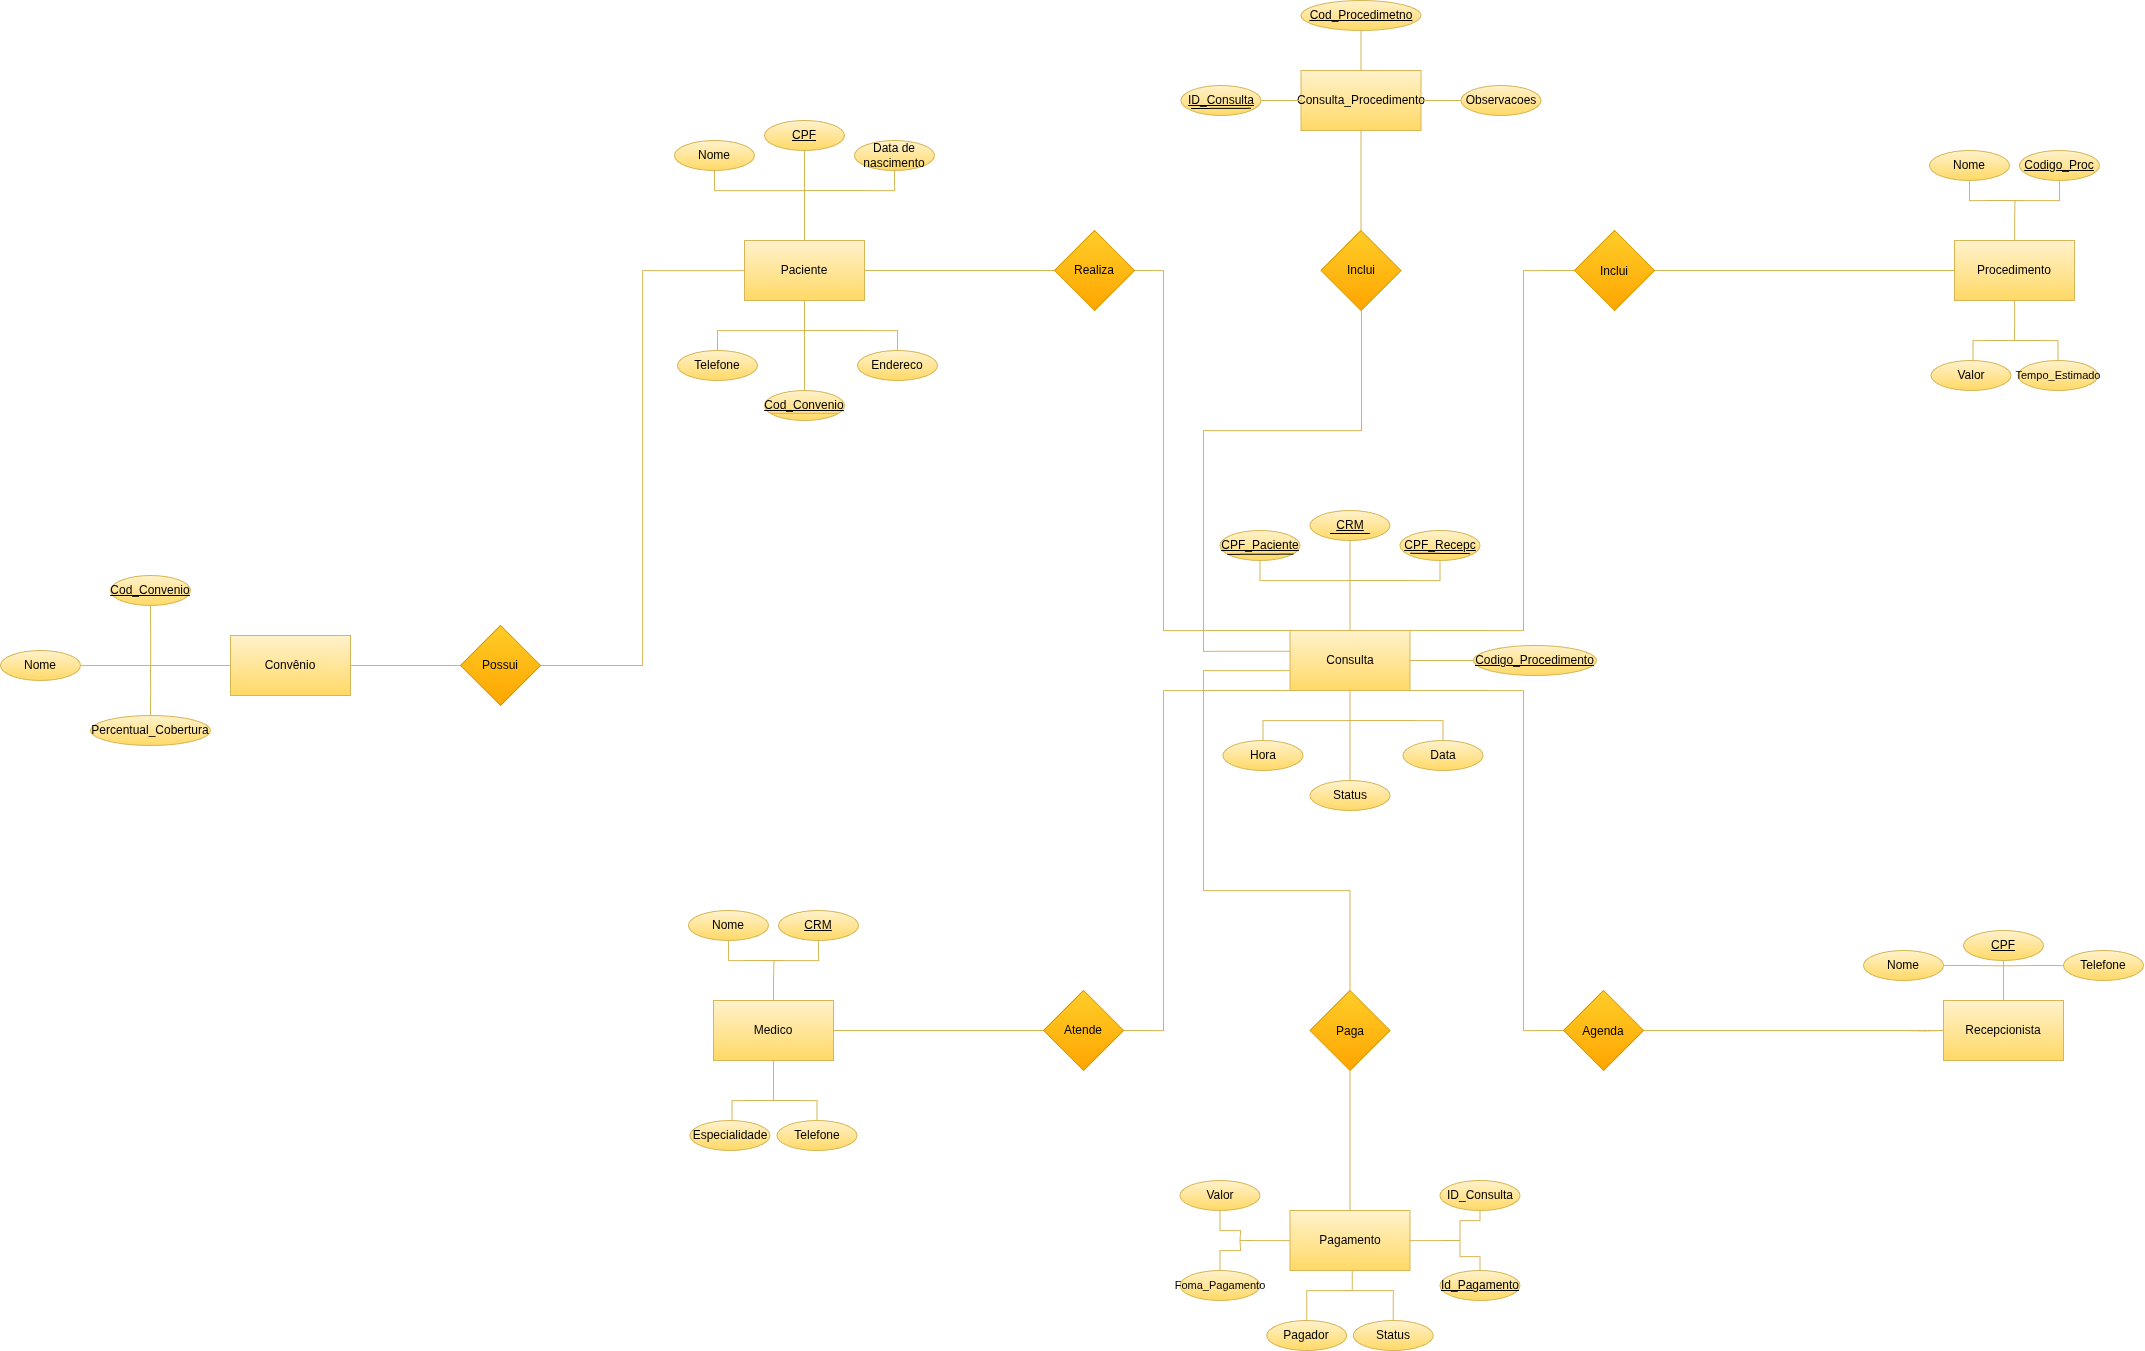 Cod_Procedimetno
ID_Consulta
Consulta_Procedimento
Observacoes
Nome
CPF
Data de
nascimento
Nome
Codigo_Proc
Paciente
Realiza
Inclui
Inclui
Procedimento
Telefone
Endereco
Cod_Convenio
Valor
Tempo_Estimado
CPF_Paciente
CRM
CPF_Recepc
Cod_Convenio
Nome
Convênio
Possui
Percentual_Cobertura
Consulta
Codigo_Procedimento
Hora
Data
Status
Nome
CRM
Nome
CPF
Telefone
Medico
Atende
Paga
Agenda
Recepcionista
Especialidade
Telefone
Valor
ID_Consulta
Pagamento
Foma_Pagamento
Id_Pagamento
Pagador
Status